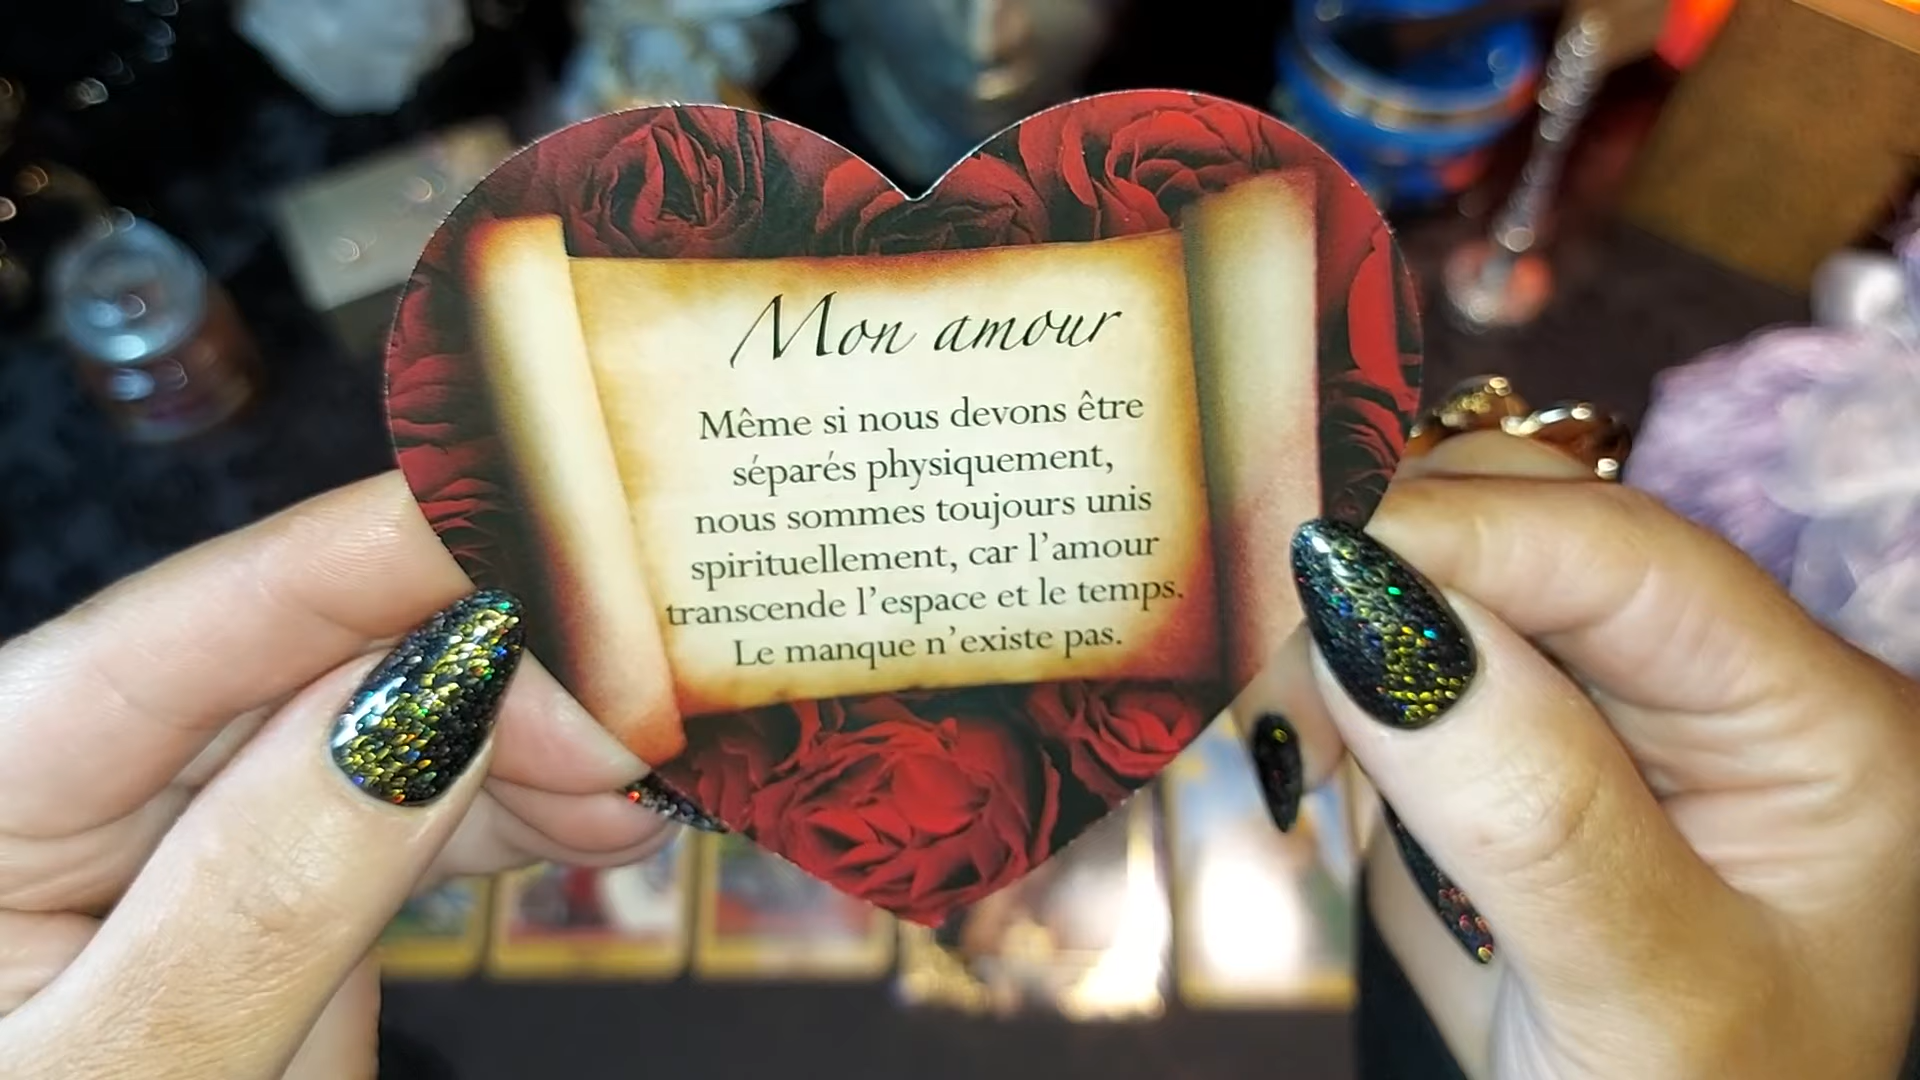 Mon amour
Même si nous devons être
séparés physiquement,
nous sommes toujours unis
spirituellement, car l’amour
transcende l’espace et le temps.
Le manque n’existe pas.